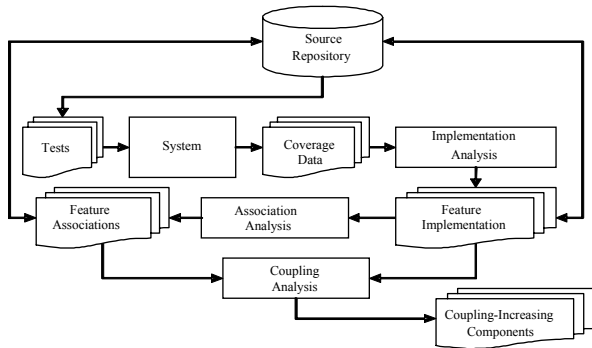 Source
Repository
Tests
System
Coverage
Data
Implementation
Analysis
Feature
Associations
Association
Analysis
Feature
Implementation
Coupling
Analysis
Coupling-Increasing
Components